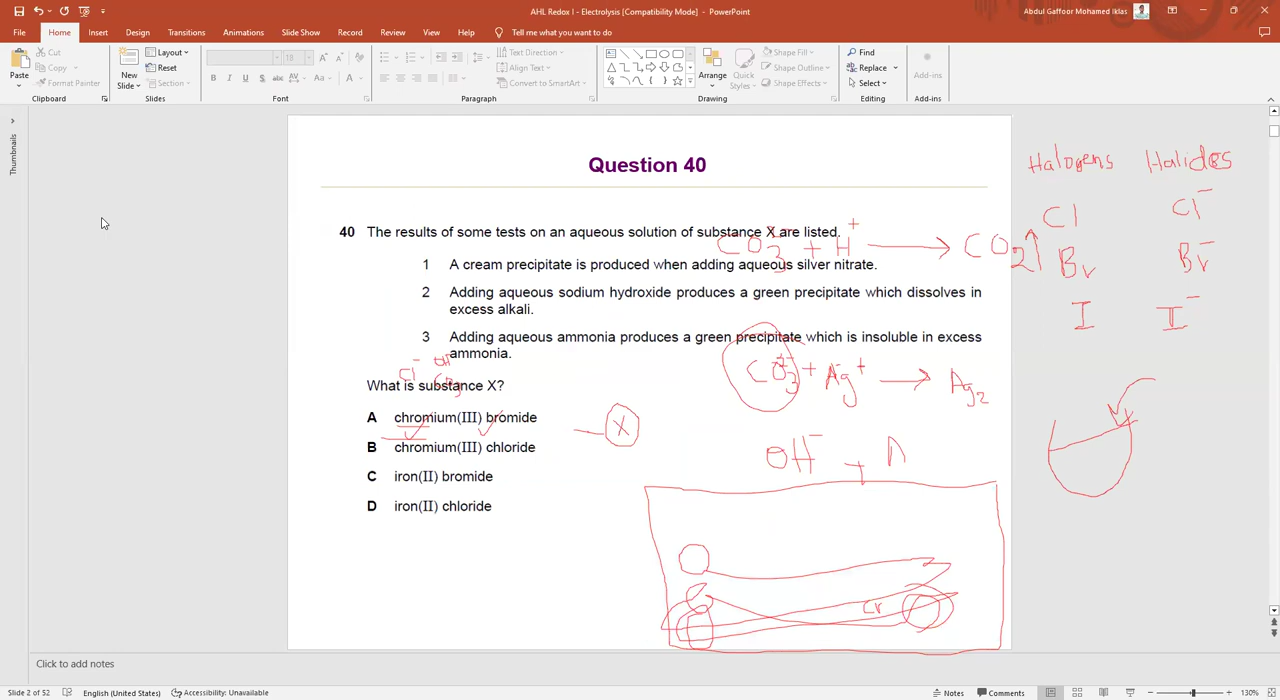 AHL Redox I - Electrolysis [Compatibility Mode] - PowerPoint
Abdul Gaffoor Mohamed Iklas
File Home Insert Design Transitions Animations Slide Show Record Review View Help Tell me what you want to do
Paste
Cut
Copy
Format Painter
Clipboard
New Slide
Layout
Reset
Section
Slides
18
B I U S abc AV Aa A
Font
Text Direction
Align Text
Convert to SmartArt
Paragraph
Arrange
Quick Styles
Shape Fill
Shape Outline
Shape Effects
Drawing
Find
Replace
Select
Editing
Add-ins
Add-ins
Thumbnails
Question 40
40 The results of some tests on an aqueous solution of substance X are listed.
1 A cream precipitate is produced when adding aqueous silver nitrate.
2 Adding aqueous sodium hydroxide produces a green precipitate which dissolves in
excess alkali.
3 Adding aqueous ammonia produces a green precipitate which is insoluble in excess
ammonia.
What is substance X?
A chromium(III) bromide
B chromium(III) chloride
C iron(II) bromide
D iron(II) chloride
Halogens Halides
Cl Cl⁻
Br Br⁻
I I⁻
CO₃⁻ + H⁺ → CO₂↑
Cl⁻ OH⁻
X
Ag⁺ → Ag₂
OH⁻ +
Cr
Click to add notes
Slide 2 of 52 English (United States) Accessibility: Unavailable Notes Comments 130%